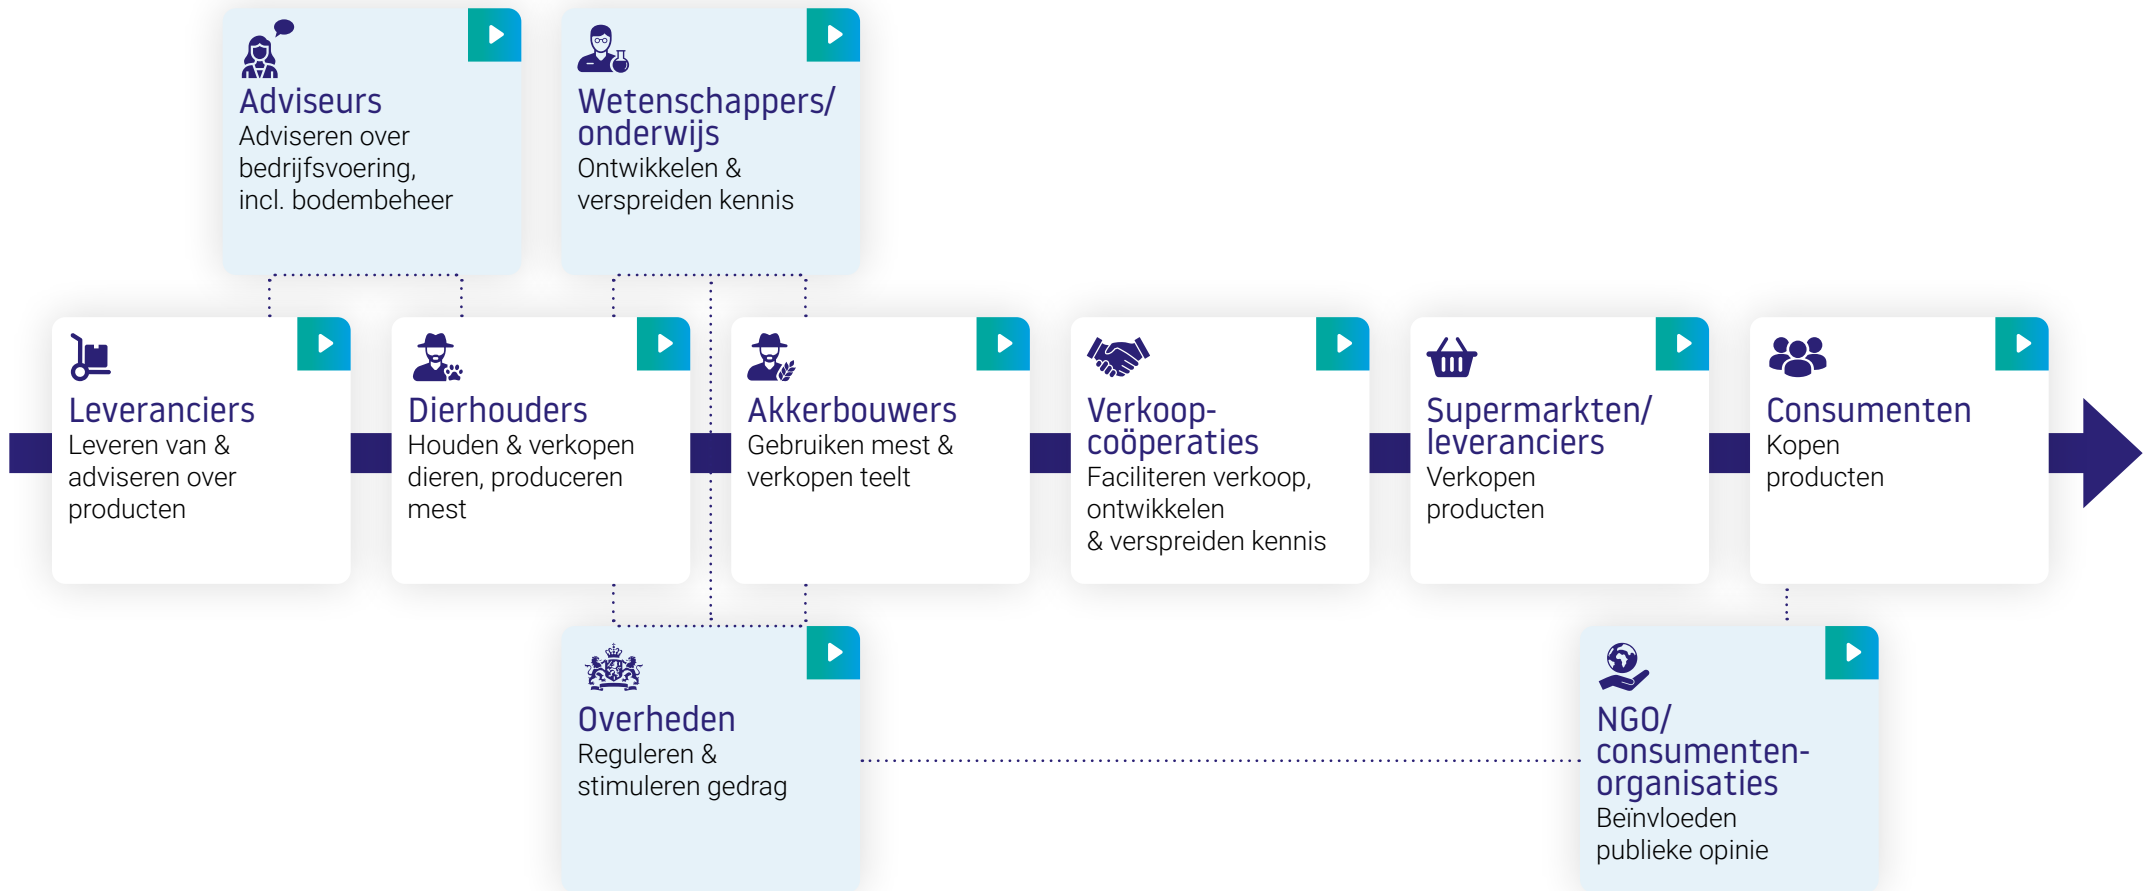 Adviseurs
Adviseren over
bedrijfsvoering,
incl. bodembeheer
Wetenschappers/
onderwijs
Ontwikkelen &
verspreiden kennis
Leveranciers
Leveren van &
adviseren over
producten
Dierhouders
Houden & verkopen
dieren, produceren
mest
Akkerbouwers
Gebruiken mest &
verkopen teelt
Verkoop-
coöperaties
Faciliteren verkoop,
ontwikkelen
& verspreiden kennis
Supermarkten/
leveranciers
Verkopen
producten
Consumenten
Kopen
producten
Overheden
Reguleren &
stimuleren gedrag
NGO/
consumenten-
organisaties
Beïnvloeden
publieke opinie